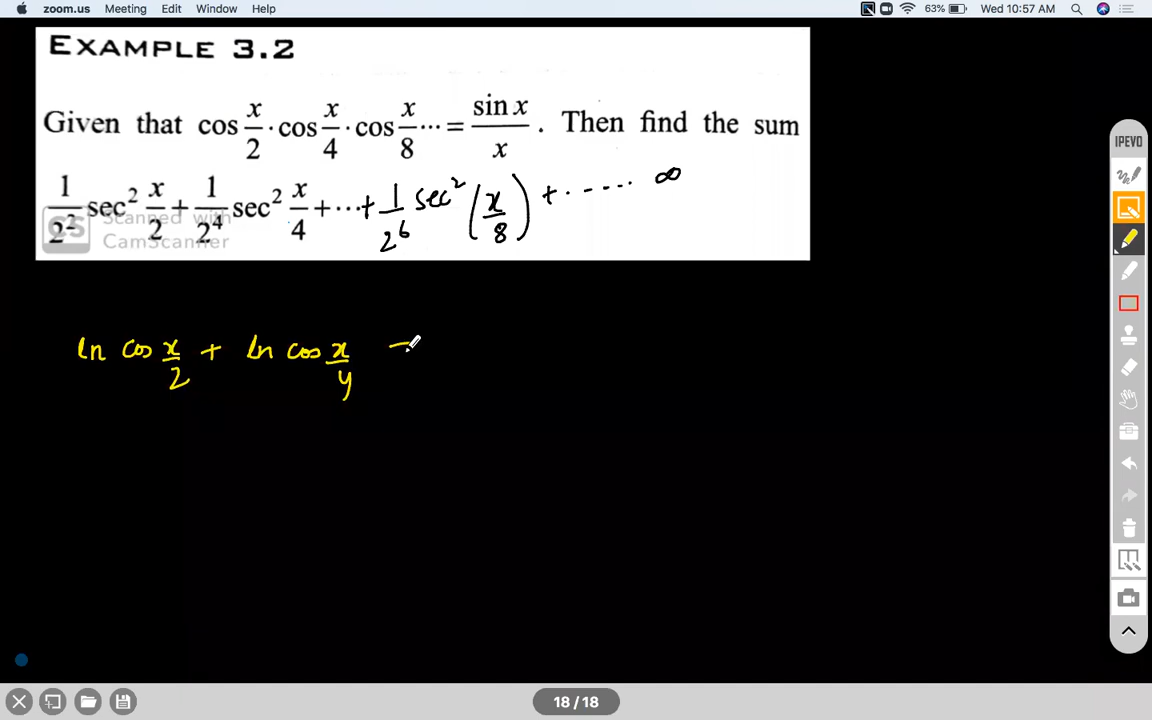 zoom.us Meeting Edit Window Help 63% Wed 10:57 AM
EXAMPLE 3.2
Given that cos x/2 · cos x/4 · cos x/8 ... = sin x / x . Then find the sum
1/2² sec² x/2 + 1/2⁴ sec² x/4 + ... + 1/2⁶ sec² (x/8) + ...... ∞
CS Scanned with
CamScanner
ln cos x/2 + ln cos x/4
IPEVO
18 / 18